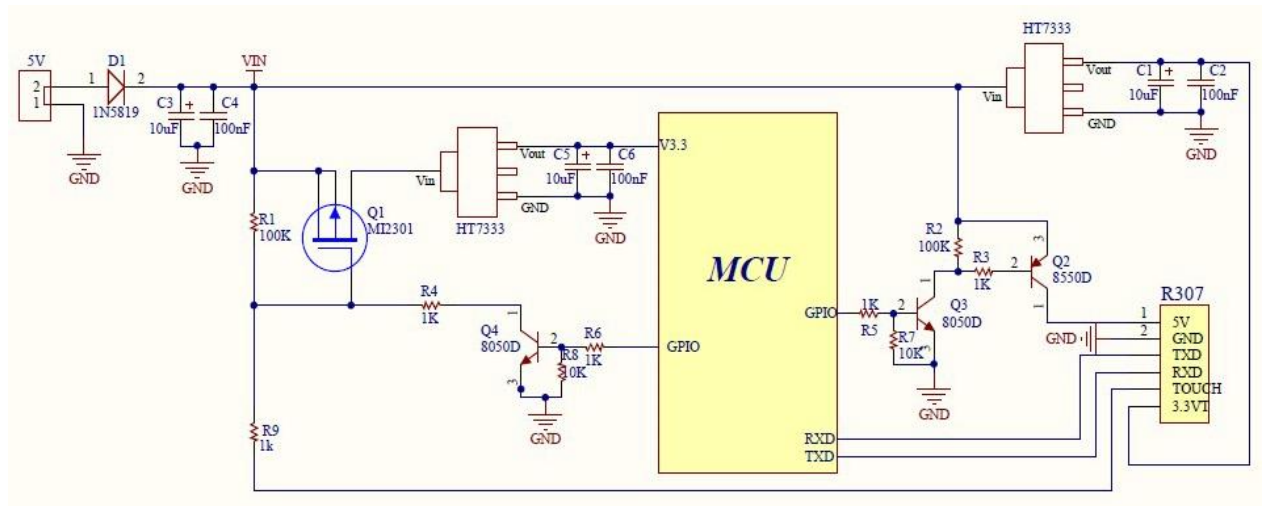 HT7333
5V
2
1
D1
1
2
1N5819
GND
C3
+
10uF
C4
100nF
GND
VIN
Vin
Vout
GND
C1
+
10uF
C2
100nF
GND
R1
100K
Q1
MI2301
Vin
Vout
GND
HT7333
C5
+
10uF
C6
100nF
GND
V3.3
MCU
GPIO
GPIO
RXD
TXD
R4
1K
Q4
8050D
1
2
3
R6
1K
R8
10K
GND
R9
1k
R2
100K
R3
1K
2
3
1
Q2
8550D
1K
R5
2
1
3
Q3
8050D
R7
10K
GND
R307
1
2
5V
GND
TXD
RXD
TOUCH
3.3VT
GND